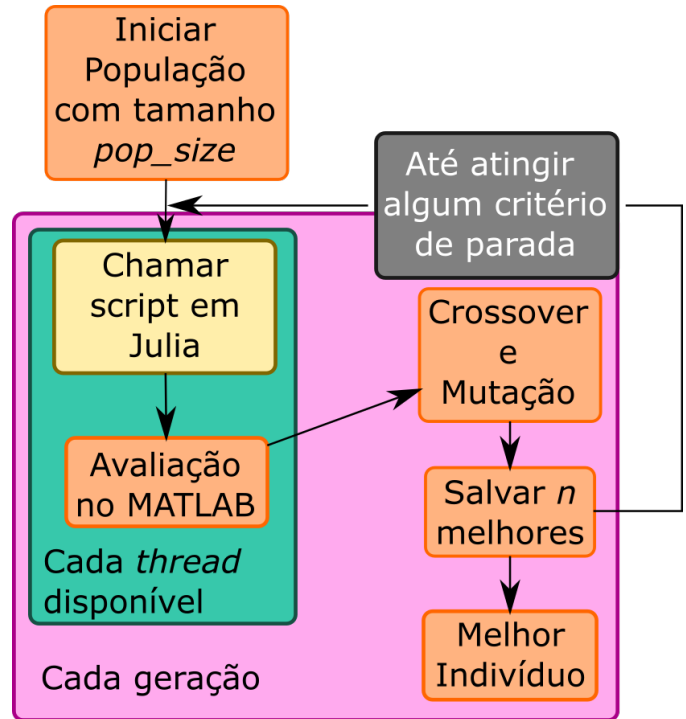 Iniciar
População
com tamanho
pop_size
Até atingir
algum critério
de parada
Chamar
script em
Julia
Crossover
e
Mutação
Avaliação
no MATLAB
Salvar n
melhores
Cada thread
disponível
Melhor
Indivíduo
Cada geração